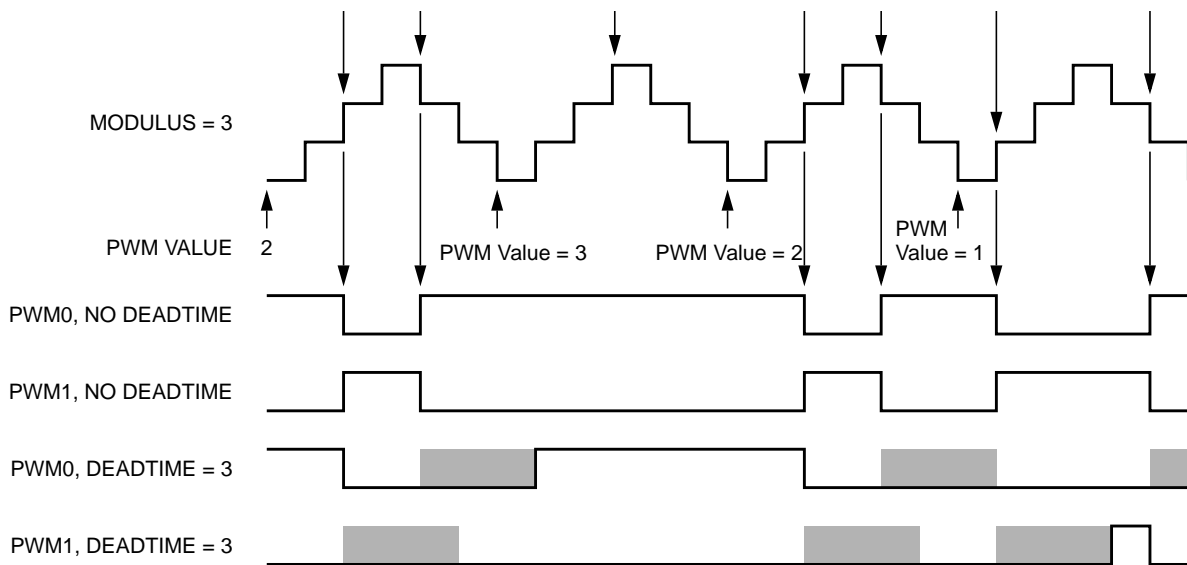 MODULUS = 3
PWM
PWM VALUE 2 PWM Value = 3 PWM Value = 2 Value = 1
PWM0, NO DEADTIME
PWM1, NO DEADTIME
PWM0, DEADTIME = 3
PWM1, DEADTIME = 3